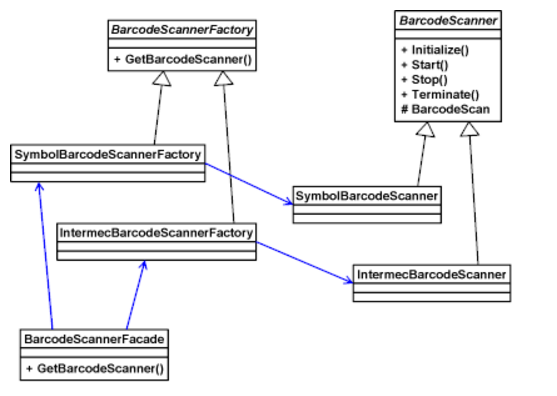 BarcodeScannerFactory
+ GetBarcodeScanner()
BarcodeScanner
+ Initialize()
+ Start()
+ Stop()
+ Terminate()
# BarcodeScan
SymbolBarcodeScannerFactory
SymbolBarcodeScanner
IntermecBarcodeScannerFactory
IntermecBarcodeScanner
BarcodeScannerFacade
+ GetBarcodeScanner()